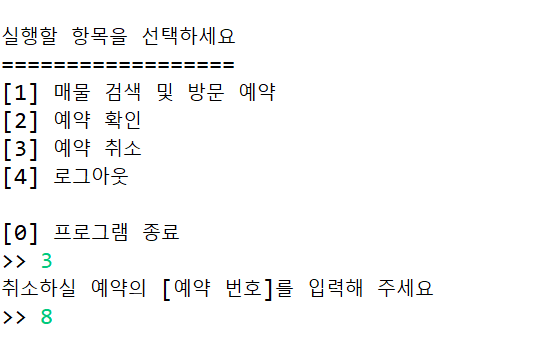 실행할 항목을 선택하세요
==================
[1] 매물 검색 및 방문 예약
[2] 예약 확인
[3] 예약 취소
[4] 로그아웃
[0] 프로그램 종료
>> 3
취소하실 예약의 [예약 번호]를 입력해 주세요
>> 8